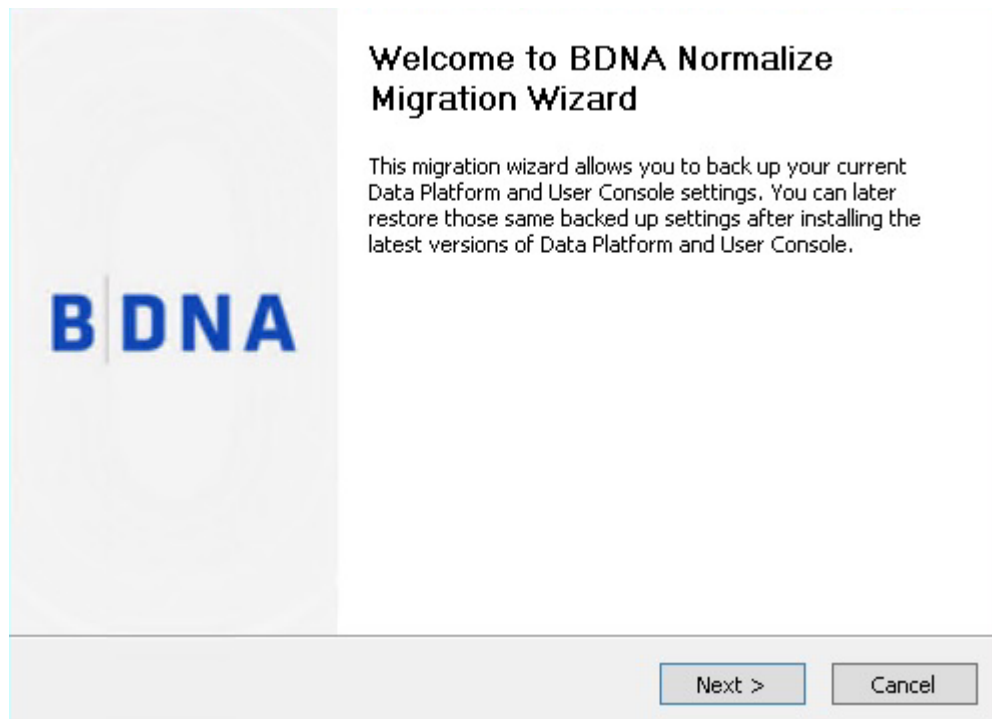 Welcome to BDNA Normalize
Migration Wizard
This migration wizard allows you to back up your current
Data Platform and User Console settings. You can later
restore those same backed up settings after installing the
latest versions of Data Platform and User Console.
BDNA
Next >
Cancel